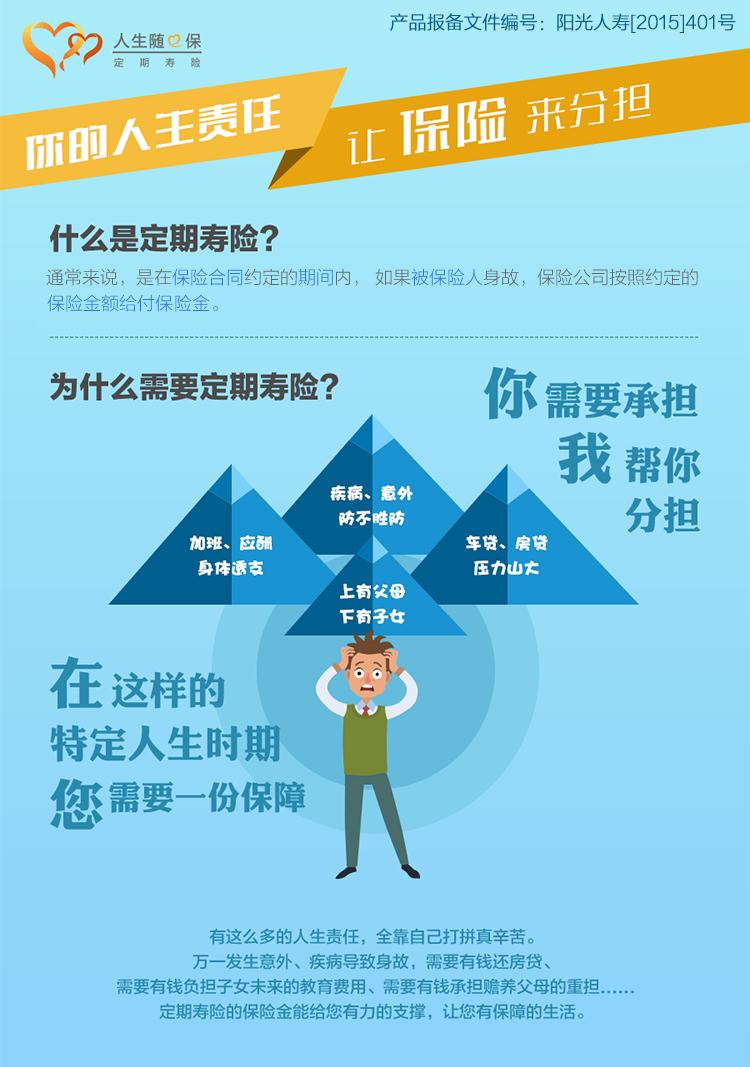 产品报备文件编号：阳光人寿[2015]401号
人生随心保
定期寿险
你的人生责任
让保险来分担
什么是定期寿险？
通常来说，是在保险合同约定的期间内， 如果被保险人身故，保险公司按照约定的
保险金额给付保险金。
为什么需要定期寿险？
你需要承担
我帮你
分担
疾病、意外
防不胜防
加班、应酬
身体透支
车贷、房贷
压力山大
上有父母
下有子女
在这样的
特定人生时期
您需要一份保障
有这么多的人生责任，全靠自己打拼真辛苦。
万一发生意外、疾病导致身故，需要有钱还房贷、
需要有钱负担子女未来的教育费用、需要有钱承担赡养父母的重担……
定期寿险的保险金能给您有力的支撑，让您有保障的生活。